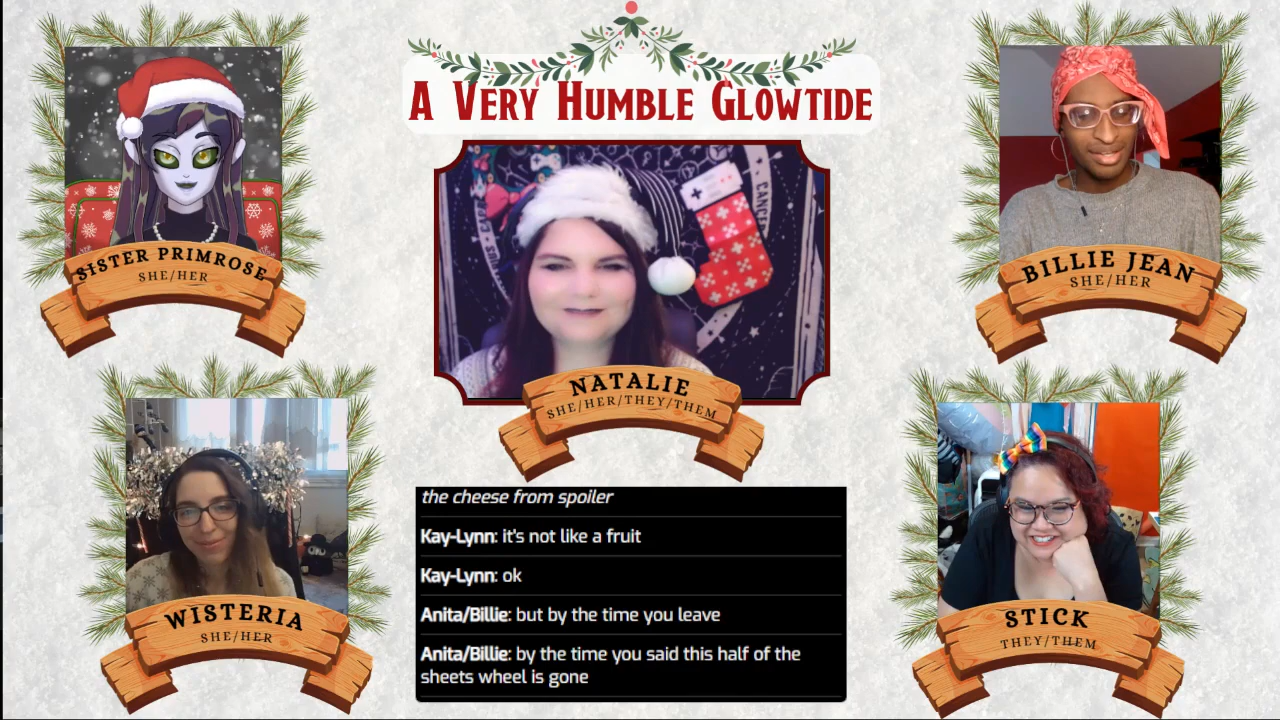 A VERY HUMBLE GLOWTIDE
SISTER PRIMROSE
SHE/HER
BILLIE JEAN
SHE/HER
CANCER
NATALIE
SHE/HER/THEY/THEM
WISTERIA
SHE/HER
STICK
THEY/THEM
the cheese from spoiler
Kay-Lynn: it's not like a fruit
Kay-Lynn: ok
Anita/Billie: but by the time you leave
Anita/Billie: by the time you said this half of the
sheets wheel is gone